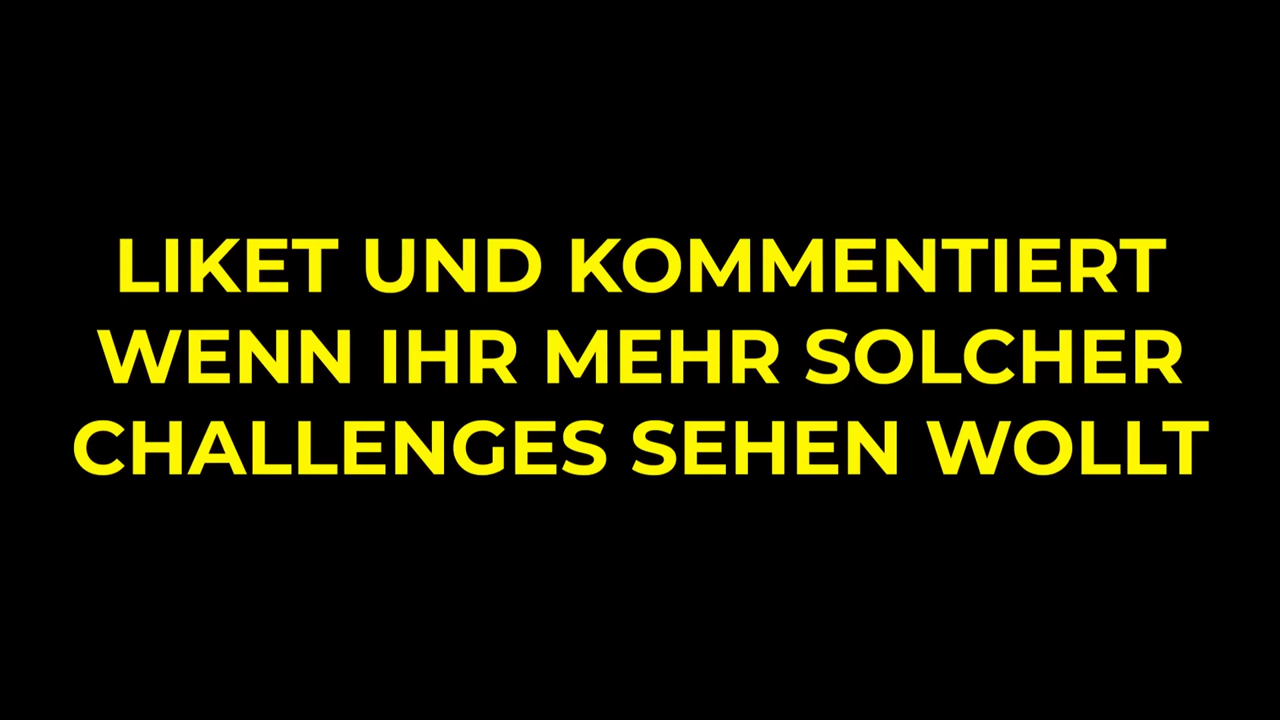 LIKET UND KOMMENTIERT
WENN IHR MEHR SOLCHER
CHALLENGES SEHEN WOLLT